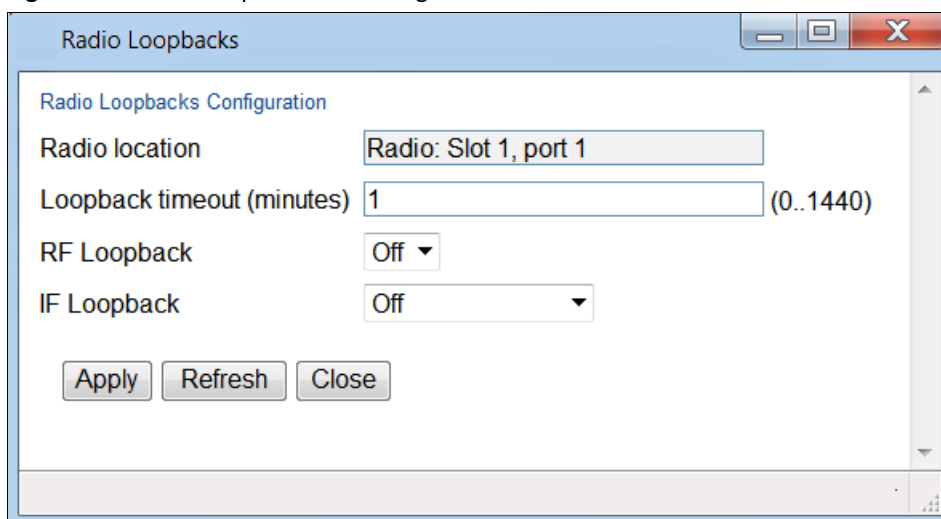 Radio Loopbacks
Radio Loopbacks Configuration
Radio location Radio: Slot 1, port 1
Loopback timeout (minutes) 1 (0..1440)
RF Loopback Off
IF Loopback Off
Apply Refresh Close